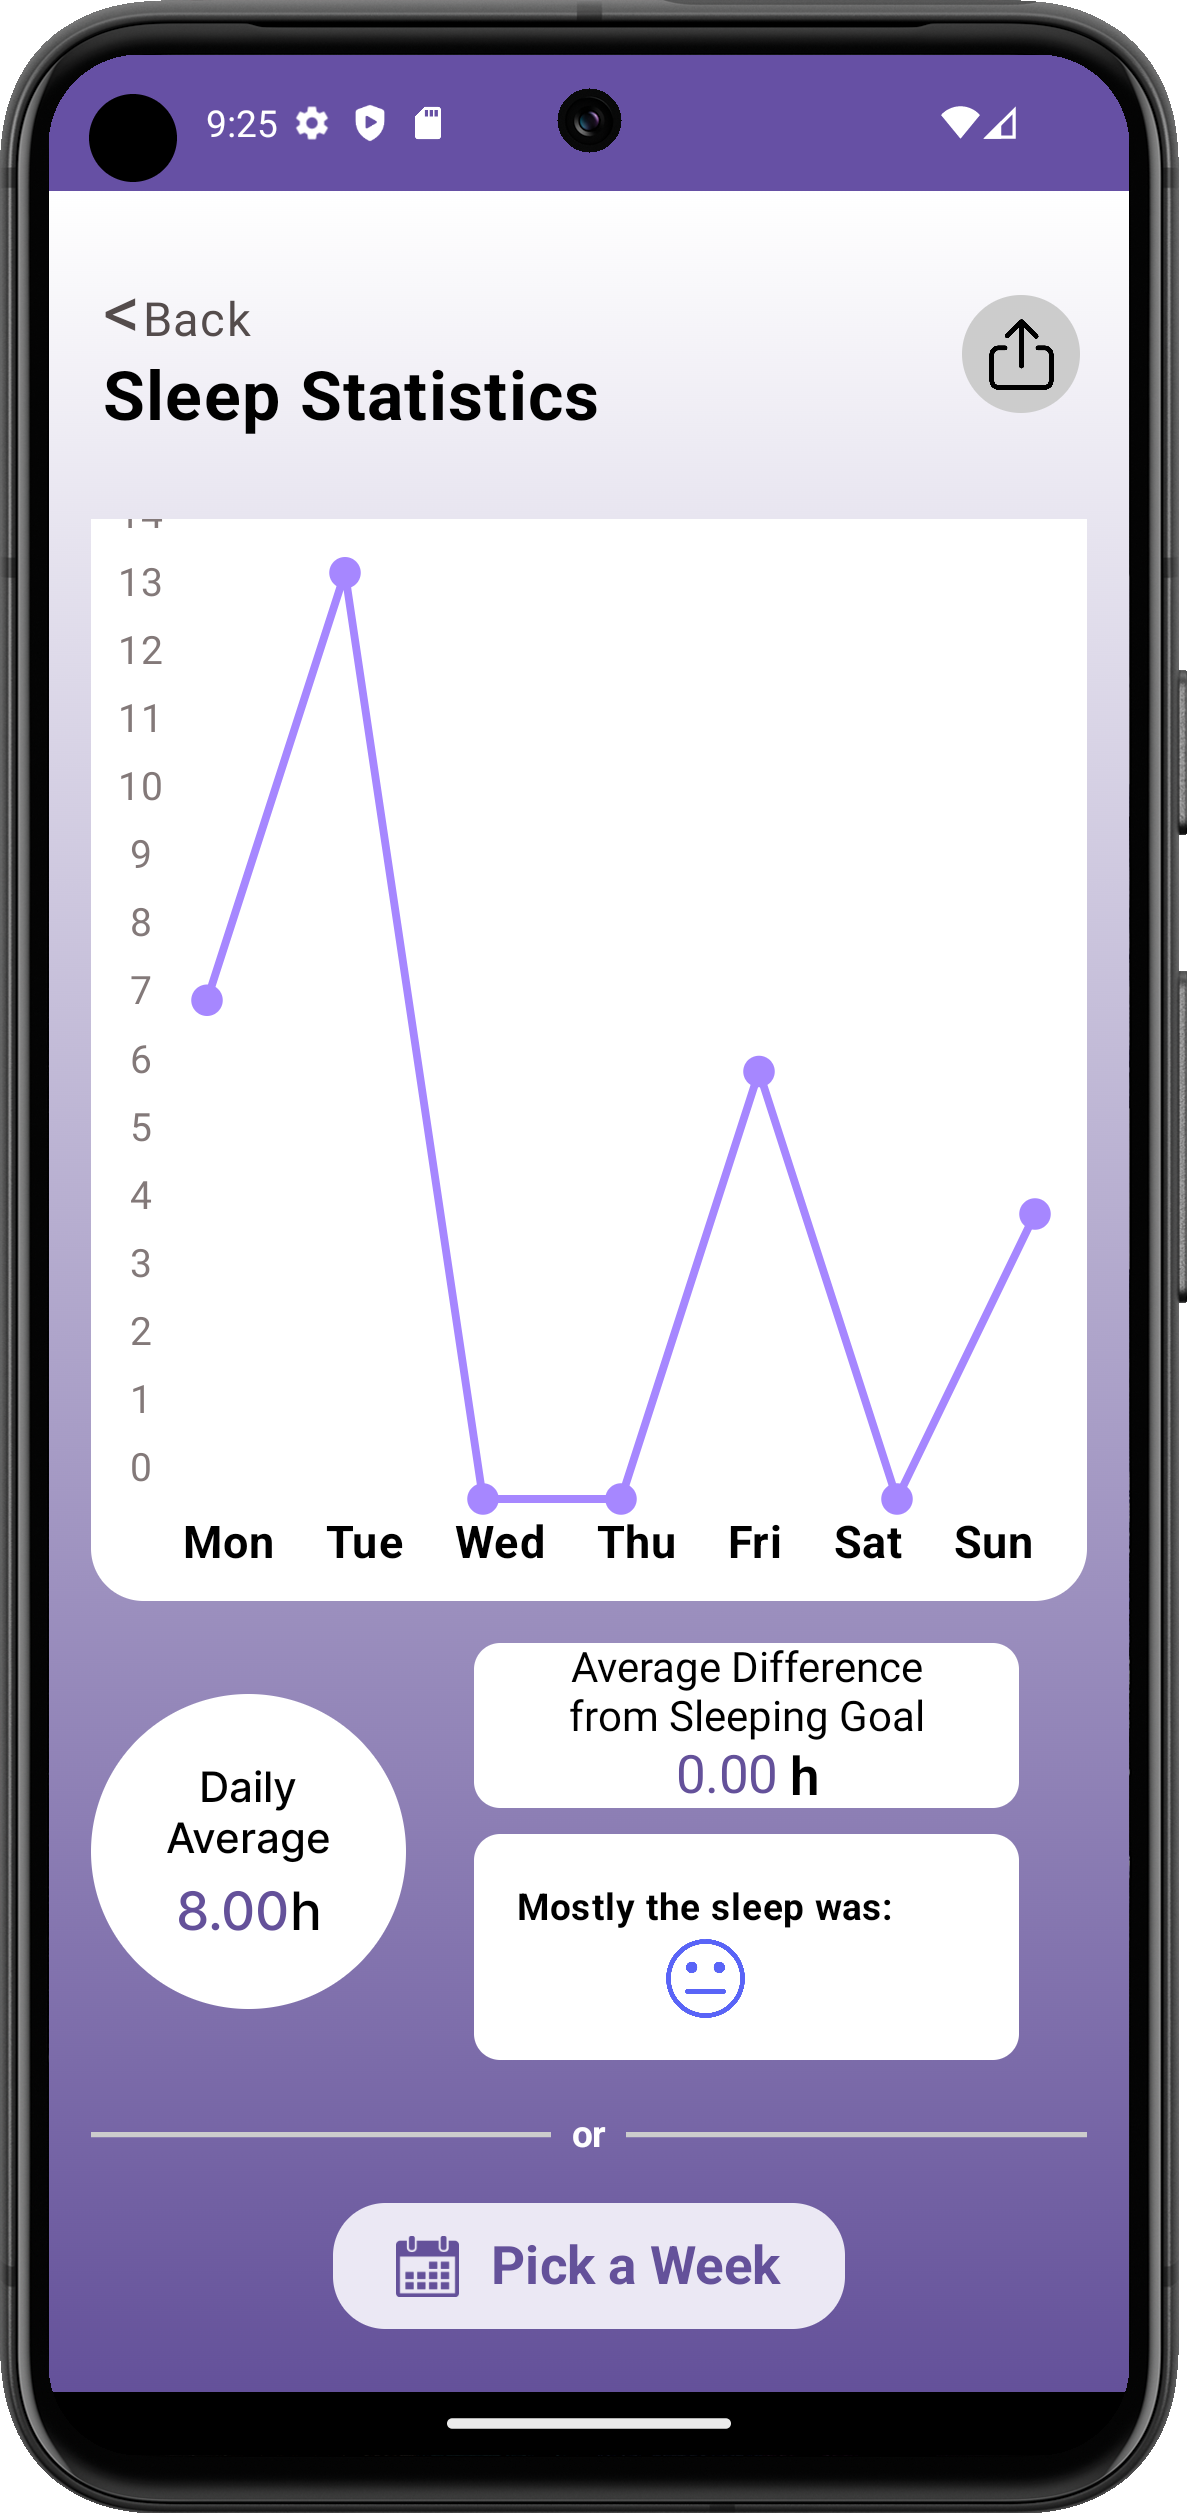 9:25
<Back
Sleep Statistics
14
13
12
11
10
9
8
7
6
5
4
3
2
1
0
Mon Tue Wed Thu Fri Sat Sun
Average Difference
from Sleeping Goal
0.00 h
Daily
Average
8.00h
Mostly the sleep was:
or
Pick a Week